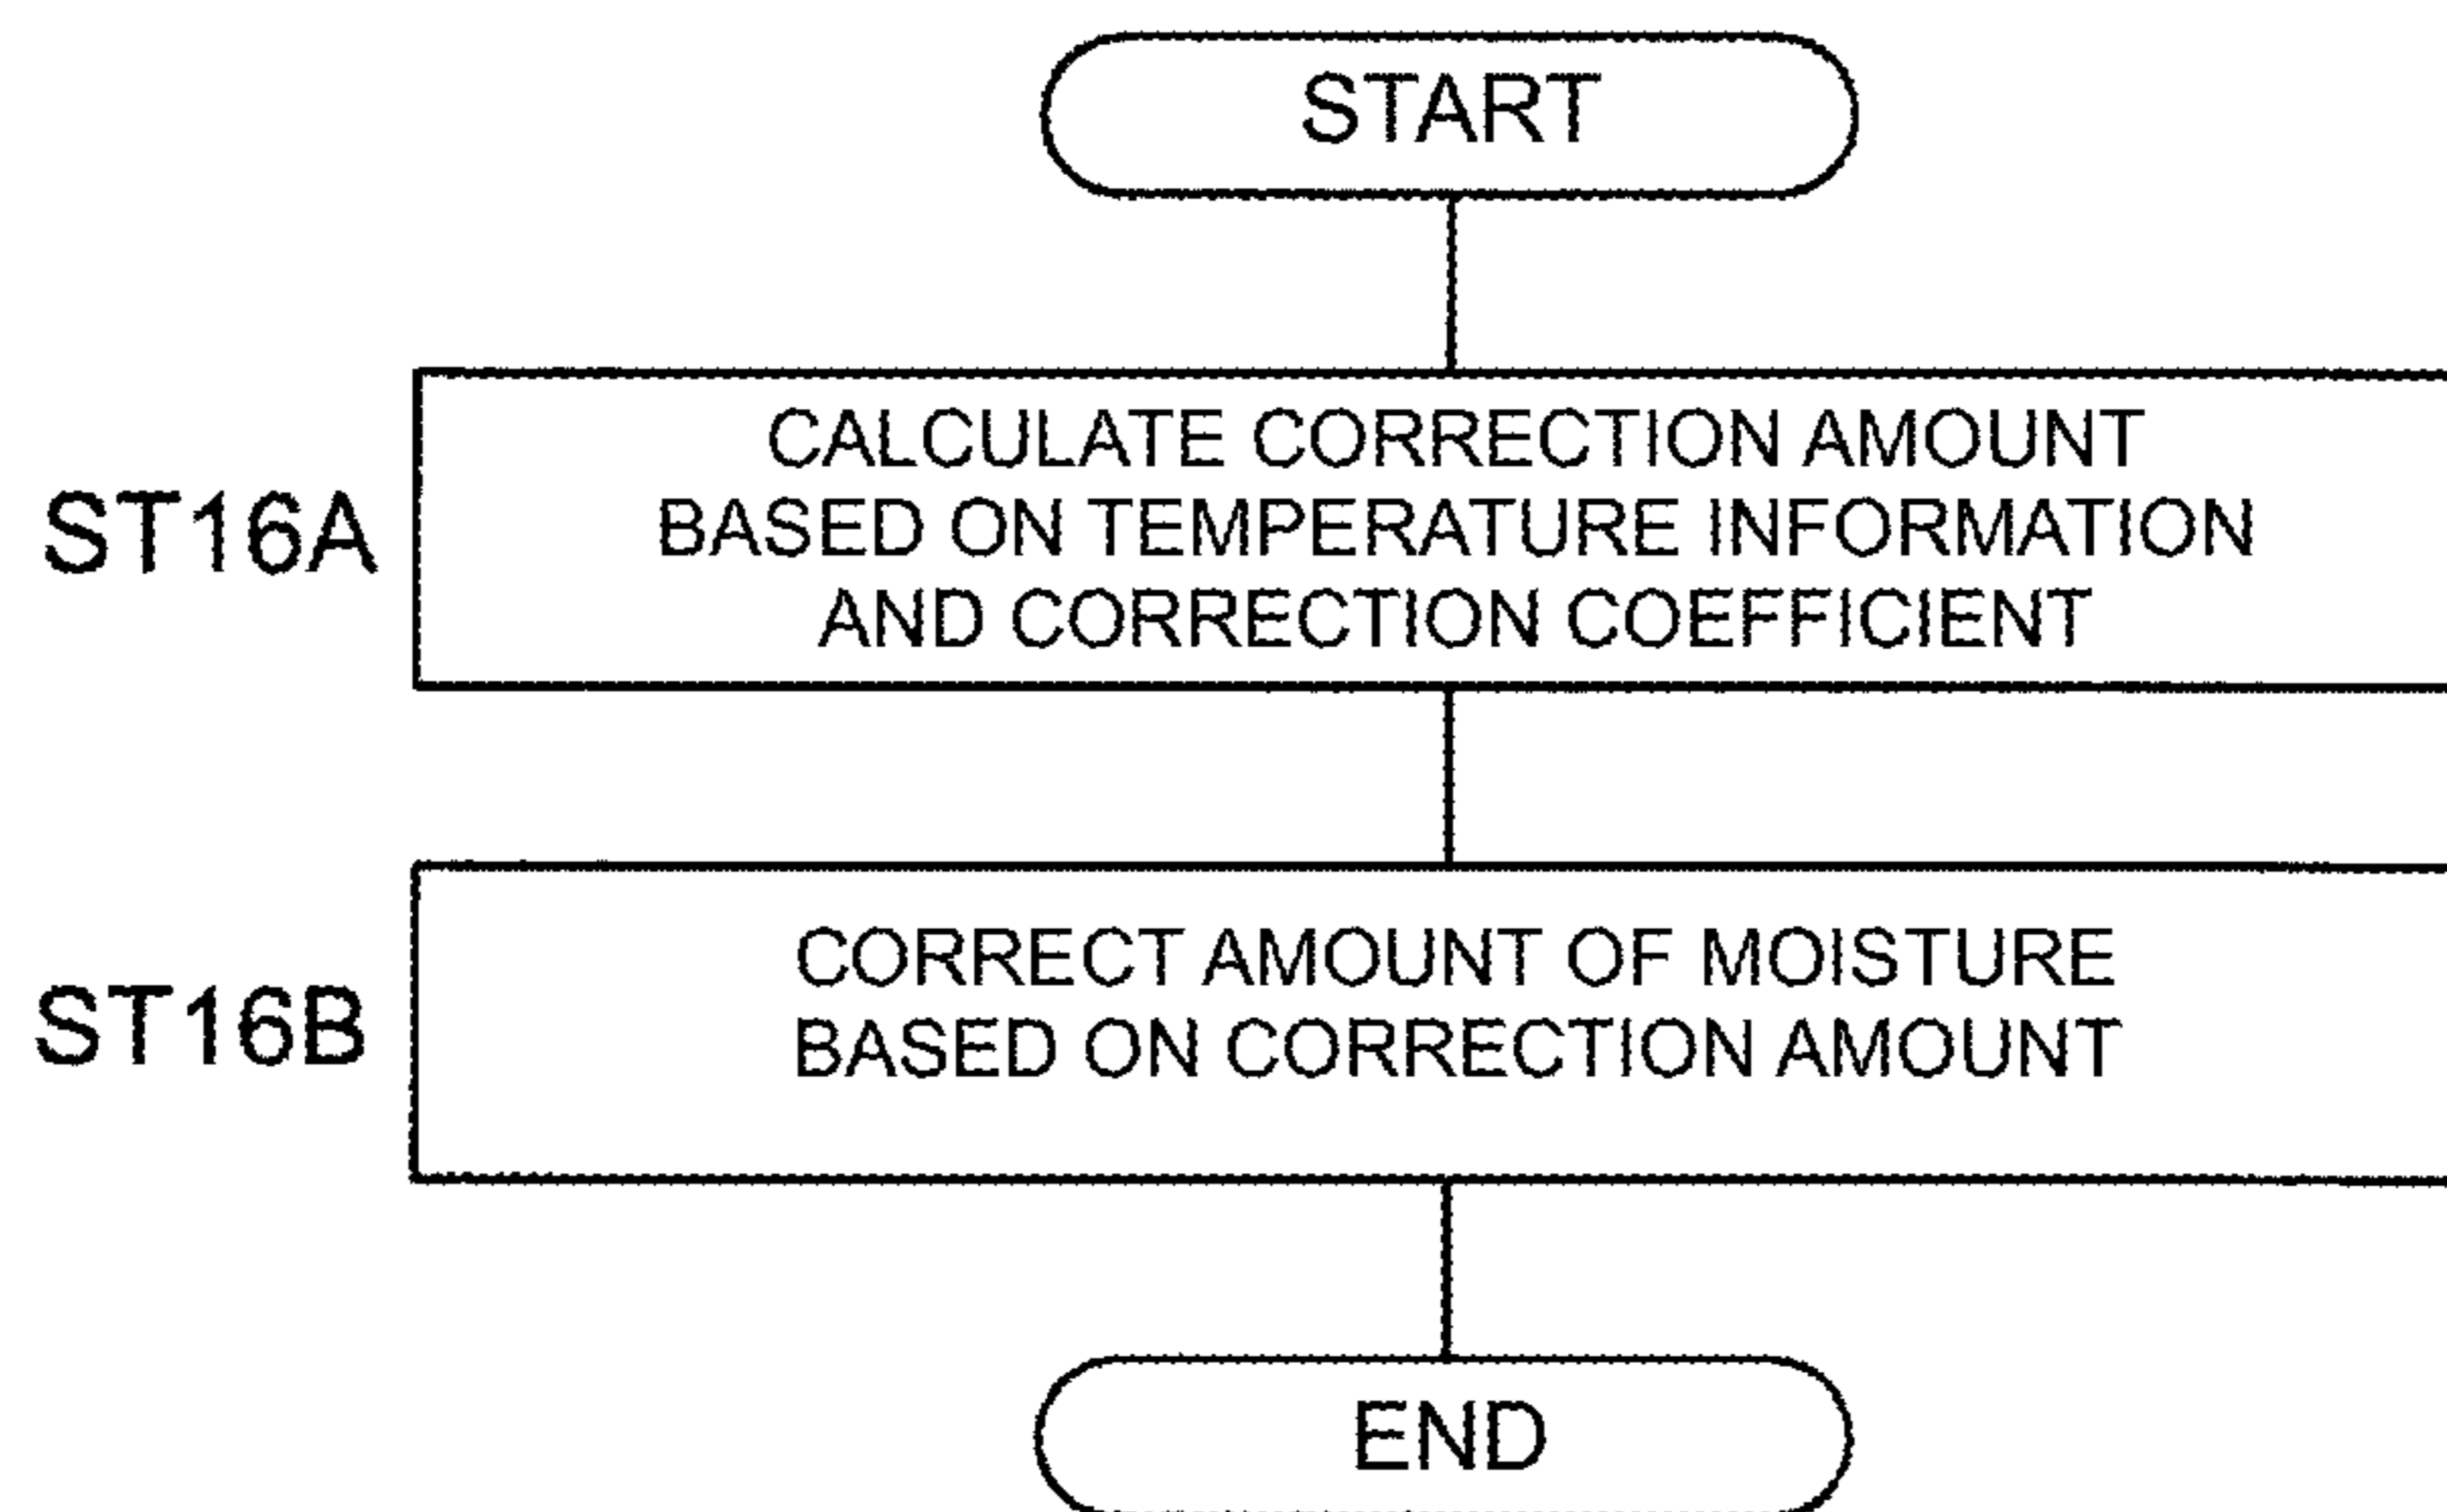 START
ST16A
CALCULATE CORRECTION AMOUNT
BASED ON TEMPERATURE INFORMATION
AND CORRECTION COEFFICIENT
ST16B
CORRECT AMOUNT OF MOISTURE
BASED ON CORRECTION AMOUNT
END